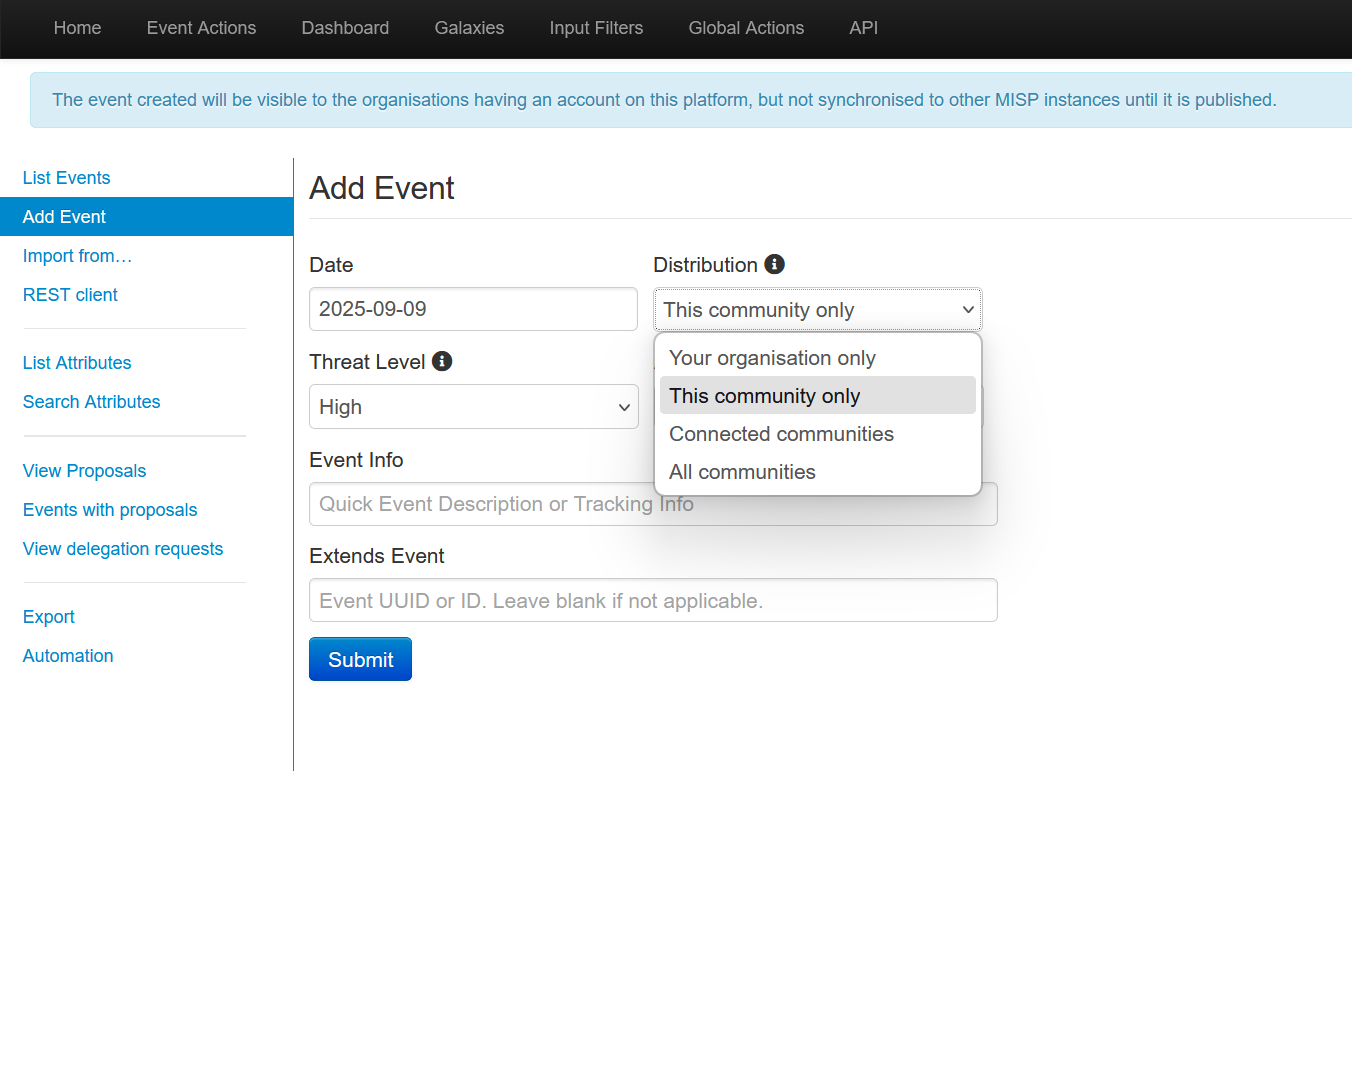 Home Event Actions Dashboard Galaxies Input Filters Global Actions API
The event created will be visible to the organisations having an account on this platform, but not synchronised to other MISP instances until it is published.
List Events
Add Event
Import from…
REST client
List Attributes
Search Attributes
View Proposals
Events with proposals
View delegation requests
Export
Automation
Add Event
Date
2025-09-09
Distribution
This community only
Your organisation only
This community only
Connected communities
All communities
Threat Level
High
Event Info
Quick Event Description or Tracking Info
Extends Event
Event UUID or ID. Leave blank if not applicable.
Submit